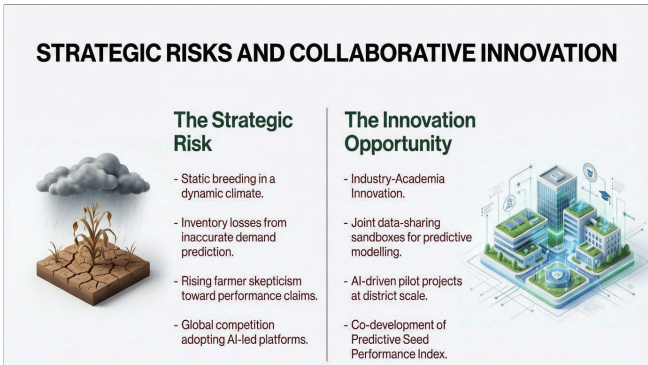 STRATEGIC RISKS AND COLLABORATIVE INNOVATION
The Strategic
Risk
- Static breeding in a
dynamic climate.
- Inventory losses from
inaccurate demand
prediction.
- Rising farmer skepticism
toward performance claims.
- Global competition
adopting AI-led platforms.
The Innovation
Opportunity
- Industry-Academia
Innovation.
- Joint data-sharing
sandboxes for predictive
modelling.
- AI-driven pilot projects
at district scale.
- Co-development of
Predictive Seed
Performance Index.